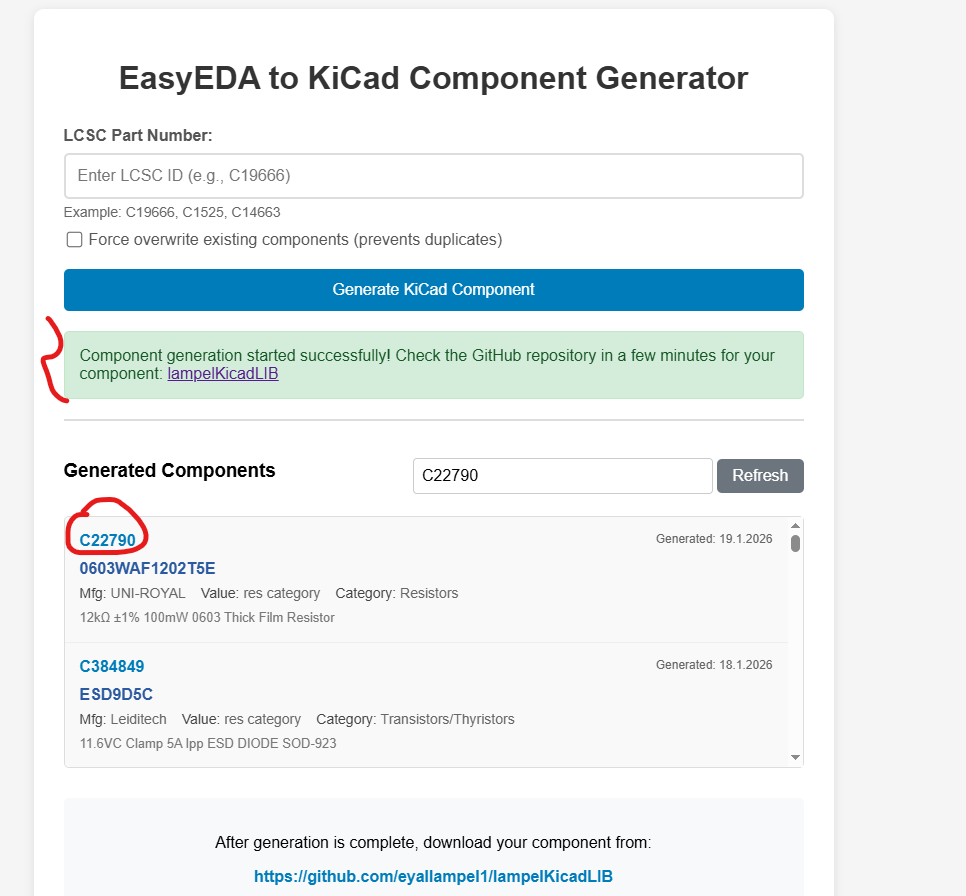 EasyEDA to KiCad Component Generator
LCSC Part Number:
Enter LCSC ID (e.g., C19666)
Example: C19666, C1525, C14663
Force overwrite existing components (prevents duplicates)
Generate KiCad Component
Component generation started successfully! Check the GitHub repository in a few minutes for your
component: lampelKicadLIB
Generated Components
C22790
Refresh
C22790
Generated: 19.1.2026
0603WAF1202T5E
Mfg: UNI-ROYAL Value: res category Category: Resistors
12kΩ ±1% 100mW 0603 Thick Film Resistor
C384849
Generated: 18.1.2026
ESD9D5C
Mfg: Leiditech Value: res category Category: Transistors/Thyristors
11.6VC Clamp 5A Ipp ESD DIODE SOD-923
After generation is complete, download your component from:
https://github.com/eyallampel1/lampelKicadLIB